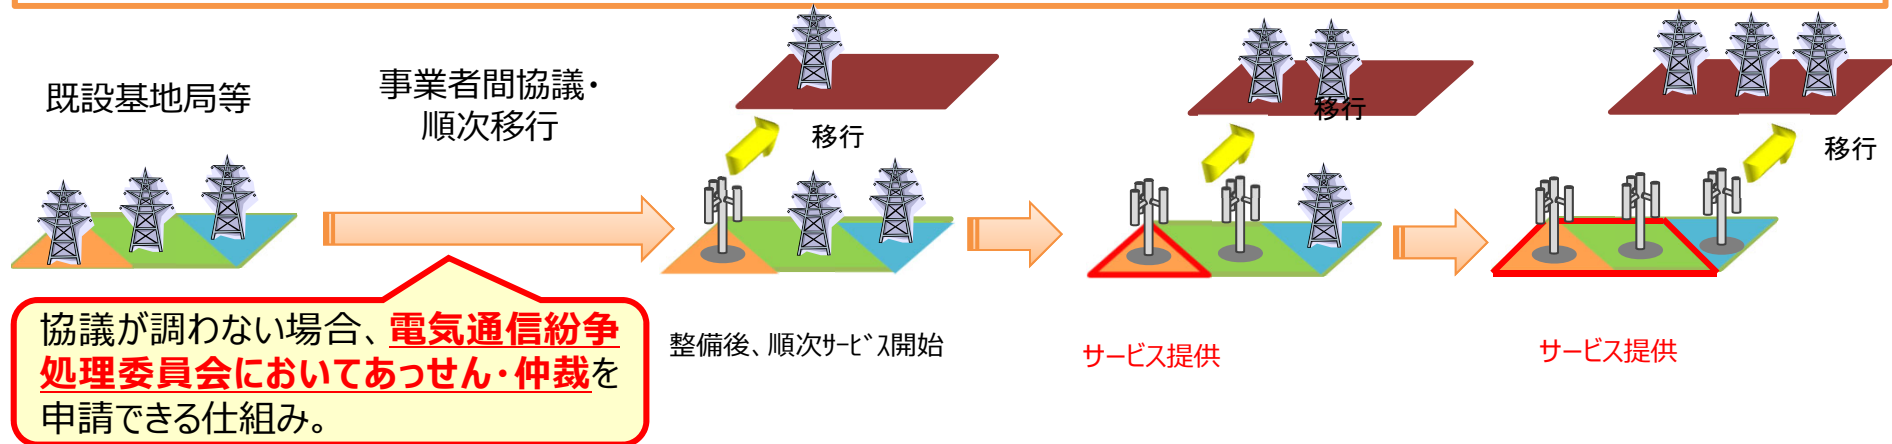 既設基地局等
事業者間協議・
順次移行
移行
移行
移行
協議が調わない場合、電気通信紛争
処理委員会においてあっせん・仲裁を
申請できる仕組み。
整備後、順次ｻｰﾋﾞｽ開始
サービス提供
サービス提供